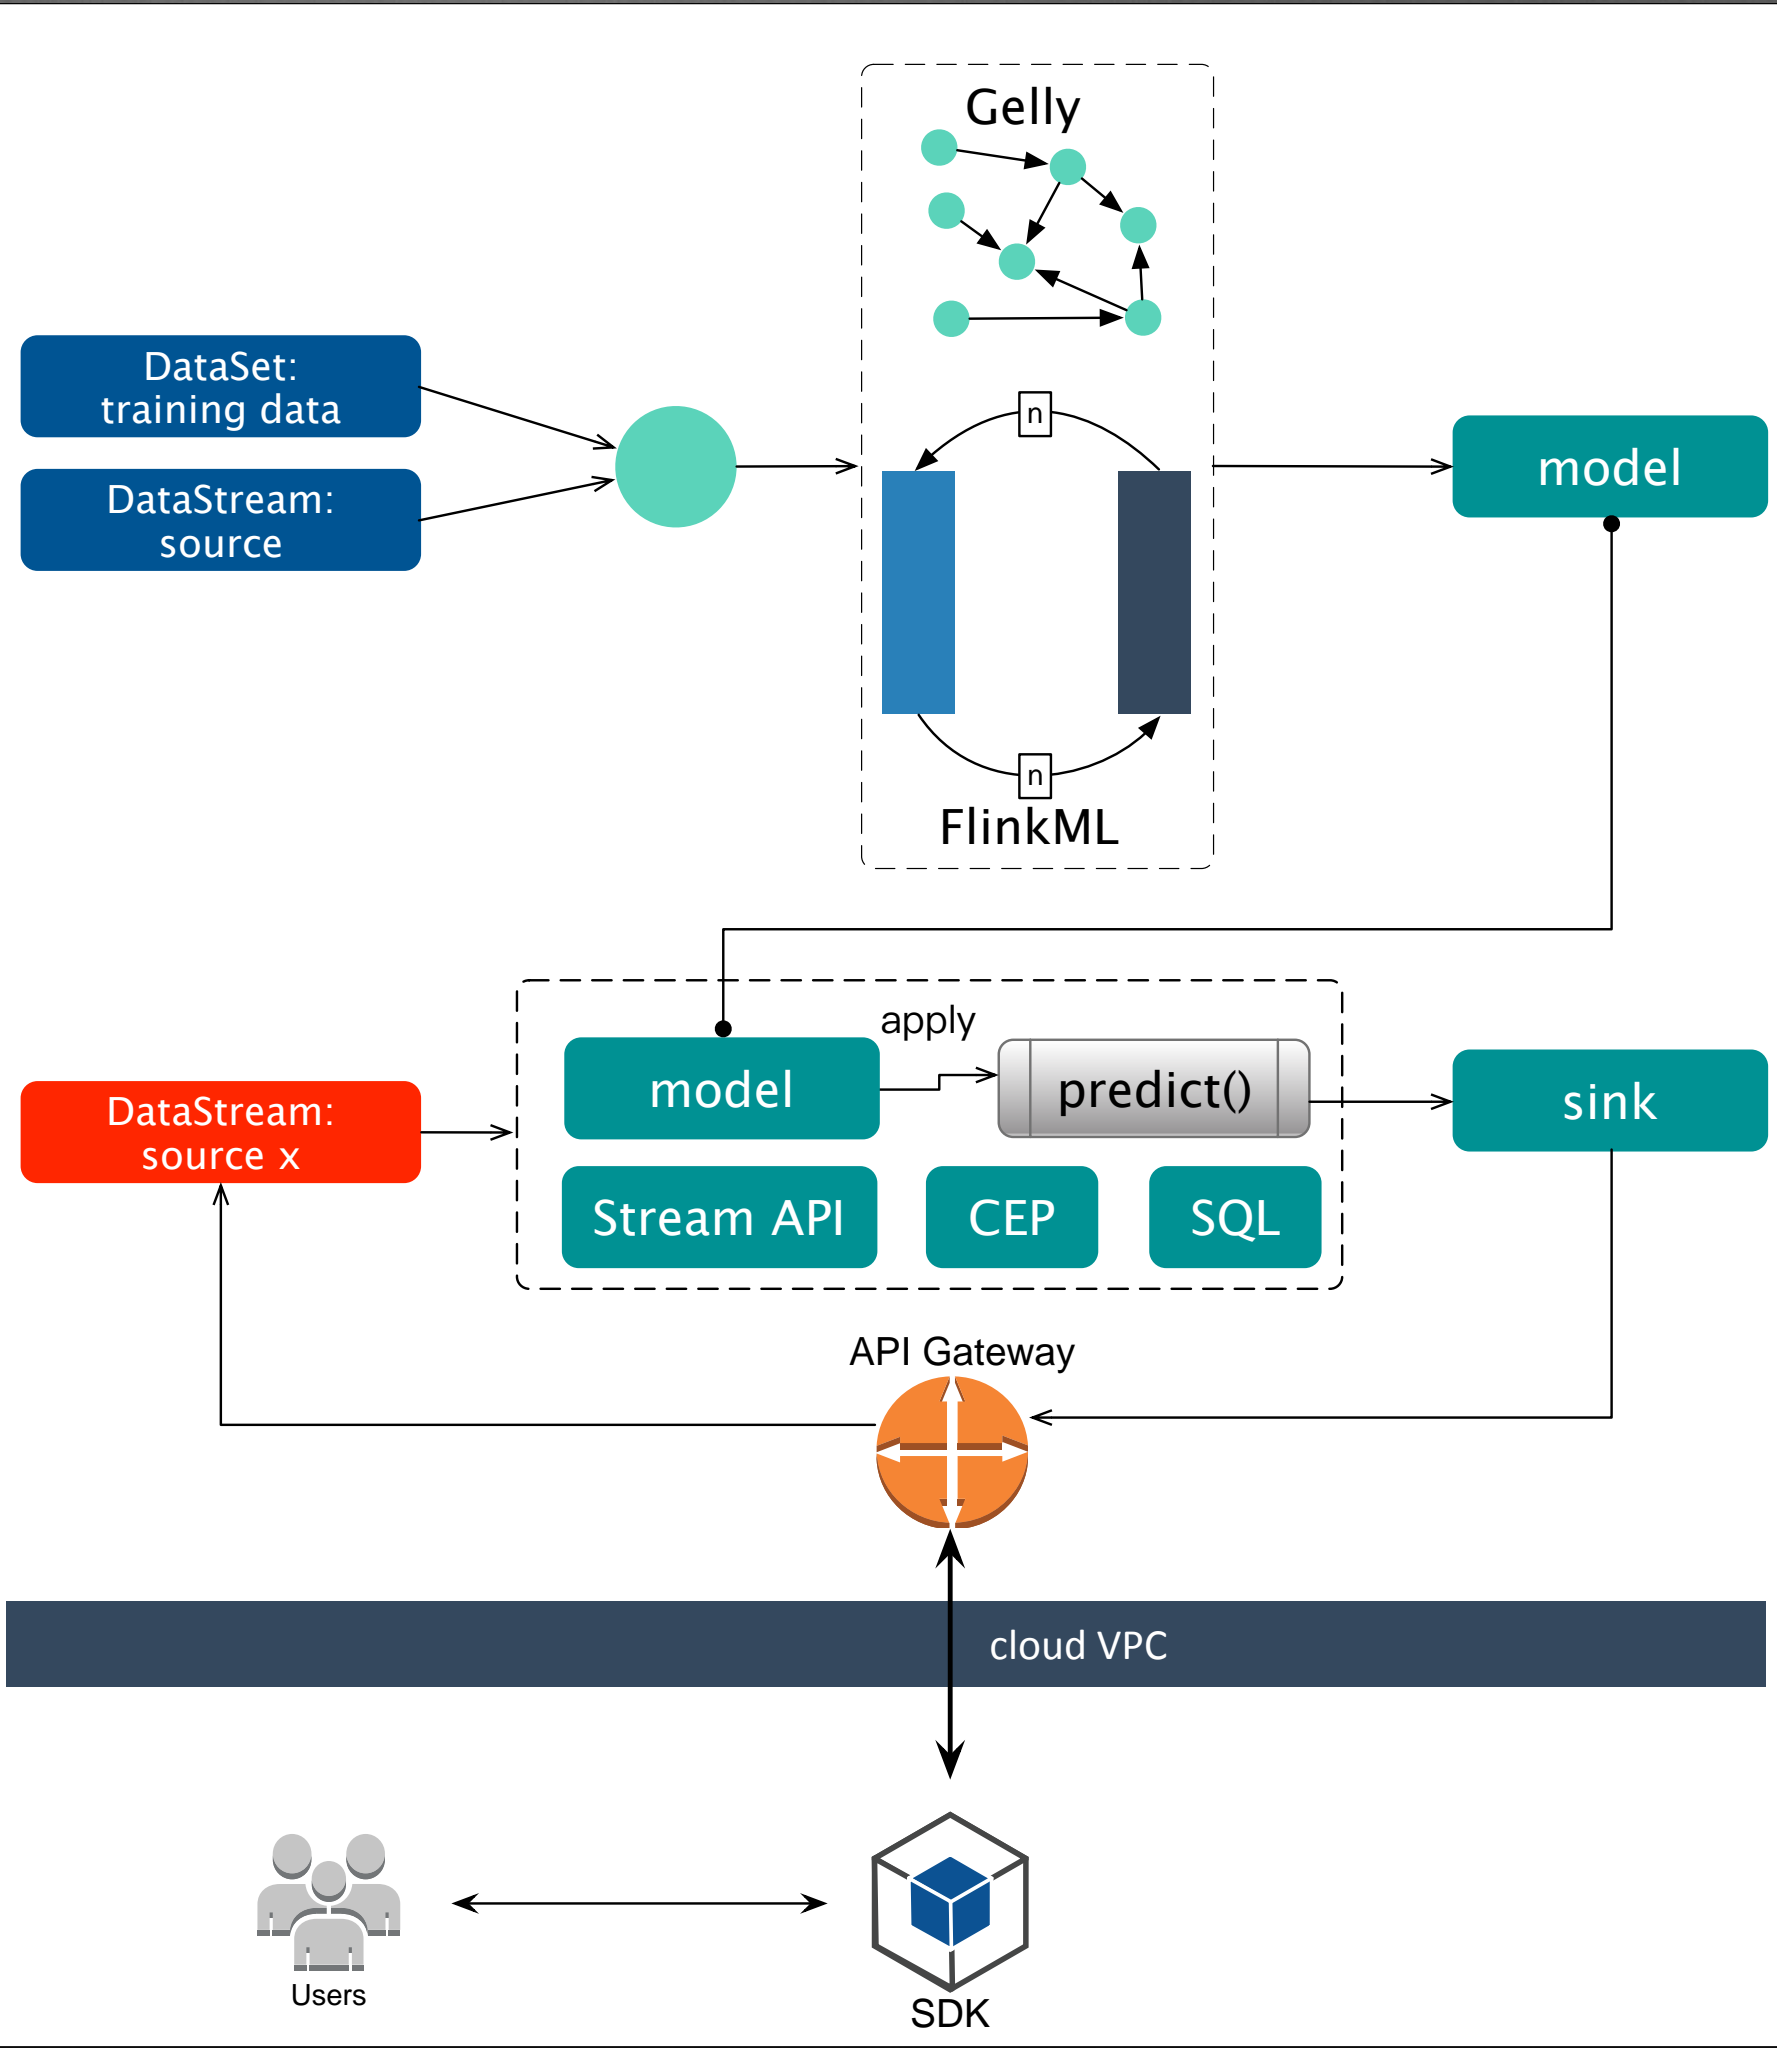 Gelly
DataSet:
training data
DataStream:
source
n
model
n
FlinkML
apply
model
predict()
sink
DataStream:
source x
Stream API
CEP
SQL
API Gateway
cloud VPC
Users
SDK